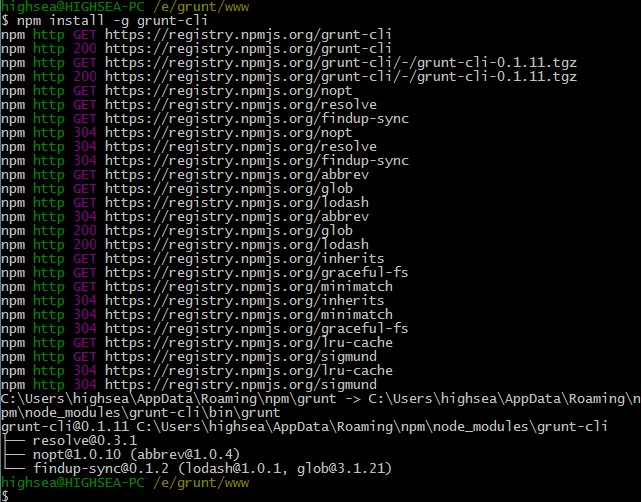 highsea@HIGHSEA-PC /e/grunt/www
$ npm install -g grunt-cli
npm http GET https://registry.npmjs.org/grunt-cli
npm http 200 https://registry.npmjs.org/grunt-cli
npm http GET https://registry.npmjs.org/grunt-cli/-/grunt-cli-0.1.11.tgz
npm http 200 https://registry.npmjs.org/grunt-cli/-/grunt-cli-0.1.11.tgz
npm http GET https://registry.npmjs.org/nopt
npm http GET https://registry.npmjs.org/resolve
npm http GET https://registry.npmjs.org/findup-sync
npm http 304 https://registry.npmjs.org/nopt
npm http 304 https://registry.npmjs.org/resolve
npm http 304 https://registry.npmjs.org/findup-sync
npm http GET https://registry.npmjs.org/abbrev
npm http GET https://registry.npmjs.org/glob
npm http GET https://registry.npmjs.org/lodash
npm http 304 https://registry.npmjs.org/abbrev
npm http 200 https://registry.npmjs.org/glob
npm http 200 https://registry.npmjs.org/lodash
npm http GET https://registry.npmjs.org/inherits
npm http GET https://registry.npmjs.org/graceful-fs
npm http GET https://registry.npmjs.org/minimatch
npm http 304 https://registry.npmjs.org/inherits
npm http 304 https://registry.npmjs.org/minimatch
npm http 304 https://registry.npmjs.org/graceful-fs
npm http GET https://registry.npmjs.org/lru-cache
npm http GET https://registry.npmjs.org/sigmund
npm http 304 https://registry.npmjs.org/lru-cache
npm http 304 https://registry.npmjs.org/sigmund
C:\Users\highsea\AppData\Roaming\npm\grunt -> C:\Users\highsea\AppData\Roaming\n
pm\node_modules\grunt-cli\bin\grunt
grunt-cli@0.1.11 C:\Users\highsea\AppData\Roaming\npm\node_modules\grunt-cli
├── resolve@0.3.1
├── nopt@1.0.10 (abbrev@1.0.4)
└── findup-sync@0.1.2 (lodash@1.0.1, glob@3.1.21)
highsea@HIGHSEA-PC /e/grunt/www
$